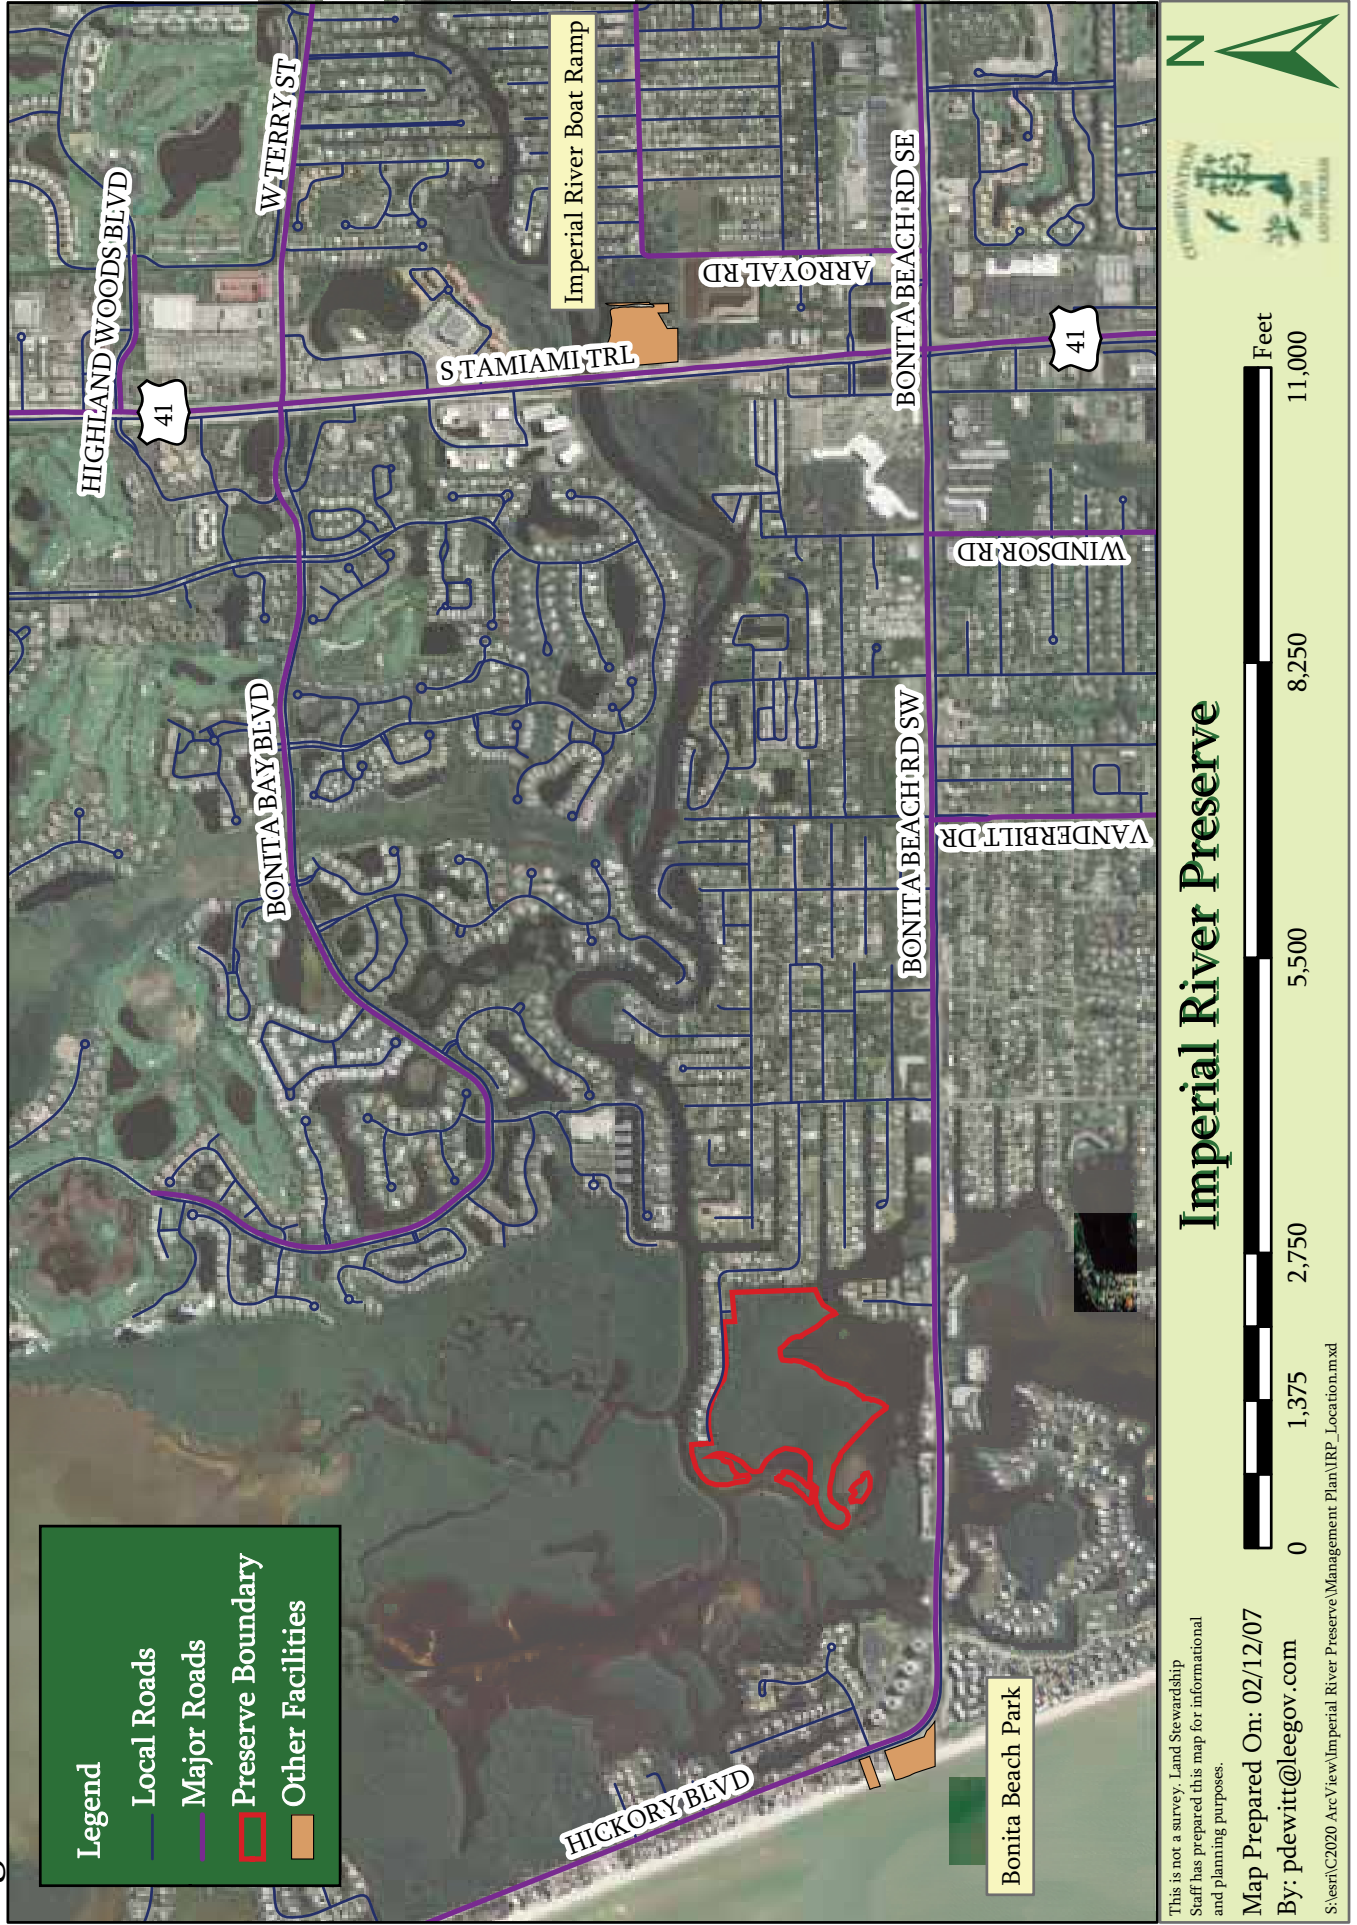 Legend
Local Roads
Major Roads
Preserve Boundary
Other Facilities
HIGHLAND WOODS BLVD
41
W TERRY ST
BONITA BAY BLVD
S TAMIAMI TRL
Imperial River Boat Ramp
ARROYAL RD
BONITA BEACH RD SE
41
WINDSOR RD
BONITA BEACH RD SW
VANDERBILT DR
HICKORY BLVD
Bonita Beach Park
This is not a survey. Land Stewardship
Staff has prepared this map for informational
and planning purposes.
Map Prepared On: 02/12/07
By: pdewitt@leegov.com
S:\esri\C2020 ArcView\Imperial River Preserve\Management Plan\IRP_Location.mxd
Imperial River Preserve
0 1,375 2,750 5,500 8,250 11,000
Feet
CONSERVATION
20/20
N